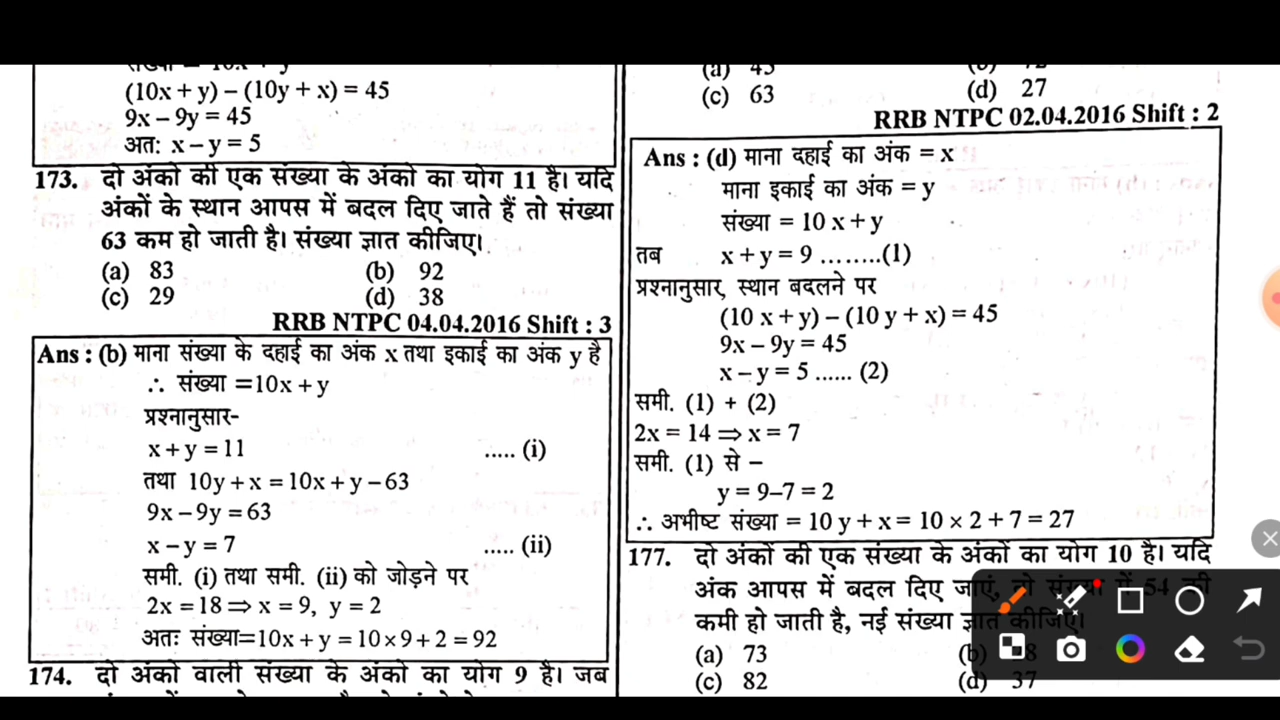 (10x + y) – (10y + x) = 45
9x – 9y = 45
अतः x – y = 5
173. दो अंको की एक संख्या के अंको का योग 11 है। यदि
अंकों के स्थान आपस में बदल दिए जाते हैं तो संख्या
63 कम हो जाती है। संख्या ज्ञात कीजिए।
(a) 83 (b) 92
(c) 29 (d) 38
RRB NTPC 04.04.2016 Shift : 3
Ans : (b) माना संख्या के दहाई का अंक x तथा इकाई का अंक y है
∴ संख्या =10x + y
प्रश्नानुसार-
x + y = 11 ..... (i)
तथा 10y + x = 10x + y – 63
9x – 9y = 63
x – y = 7 ..... (ii)
समी. (i) तथा समी. (ii) को जोड़ने पर
2x = 18 ⇒ x = 9, y = 2
अतः संख्या=10x + y = 10×9 + 2 = 92
174. दो अंकों वाली संख्या के अंकों का योग 9 है। जब
(c) 63 (d) 27
RRB NTPC 02.04.2016 Shift : 2
Ans : (d) माना दहाई का अंक = x
माना इकाई का अंक = y
संख्या = 10 x + y
तब x + y = 9 ........(1)
प्रश्नानुसार, स्थान बदलने पर
(10 x + y) – (10 y + x) = 45
9x – 9y = 45
x – y = 5 ...... (2)
समी. (1) + (2)
2x = 14 ⇒ x = 7
समी. (1) से –
y = 9–7 = 2
∴ अभीष्ट संख्या = 10 y + x = 10 × 2 + 7 = 27
177. दो अंकों की एक संख्या के अंकों का योग 10 है। यदि
अंक आपस में बदल दिए जाएं, तो संख्या में 54 की
कमी हो जाती है, नई संख्या ज्ञात कीजिए।
(a) 73 (b)
(c) 82 (d) 37